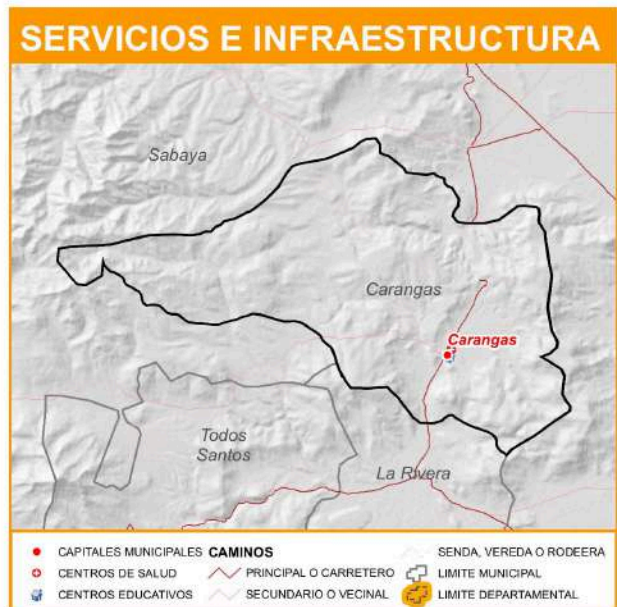 SERVICIOS E INFRAESTRUCTURA
Sabaya
Carangas
Carangas
Todos
Santos
La Rivera
CAPITALES MUNICIPALES
CENTROS DE SALUD
CENTROS EDUCATIVOS
CAMINOS
PRINCIPAL O CARRETERO
SECUNDARIO O VECINAL
SENDA, VEREDA O RODEERA
LIMITE MUNICIPAL
LIMITE DEPARTAMENTAL